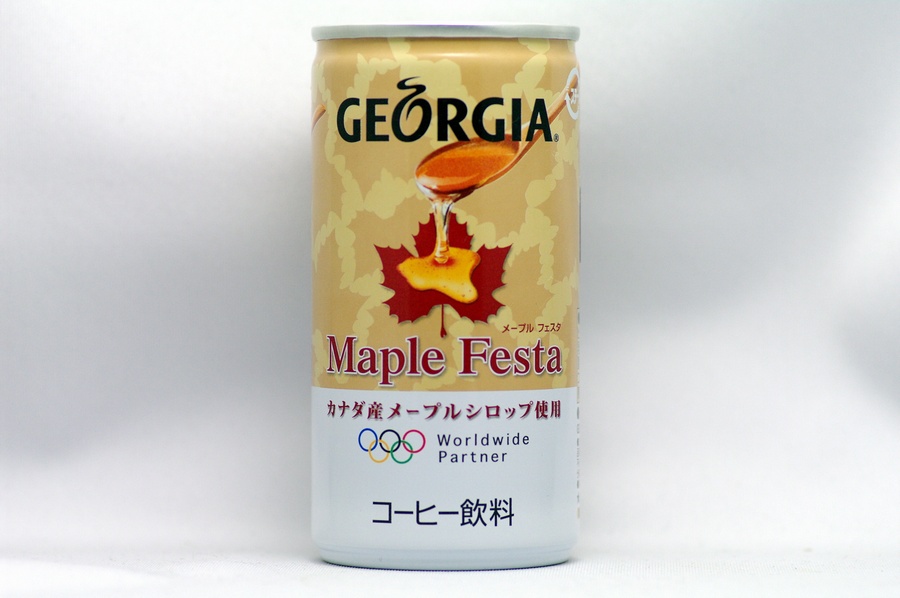 GEORGIA
メープル フェスタ
Maple Festa
カナダ産メープルシロップ使用
Worldwide
Partner
コーヒー飲料